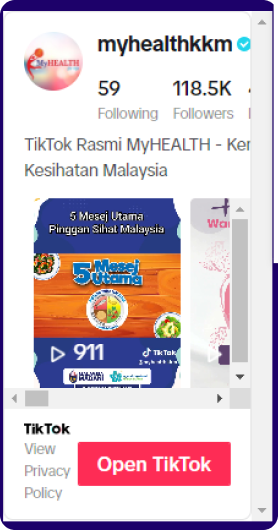 MyHEALTH
myhealthkkm
59
118.5K
Following
Followers
TikTok Rasmi MyHEALTH - Ker
Kesihatan Malaysia
5 Mesej Utama
Pinggan Sihat Malaysia
5 Mesej
Utama
911
TikTok
TikTok
View
Privacy
Policy
Open TikTok